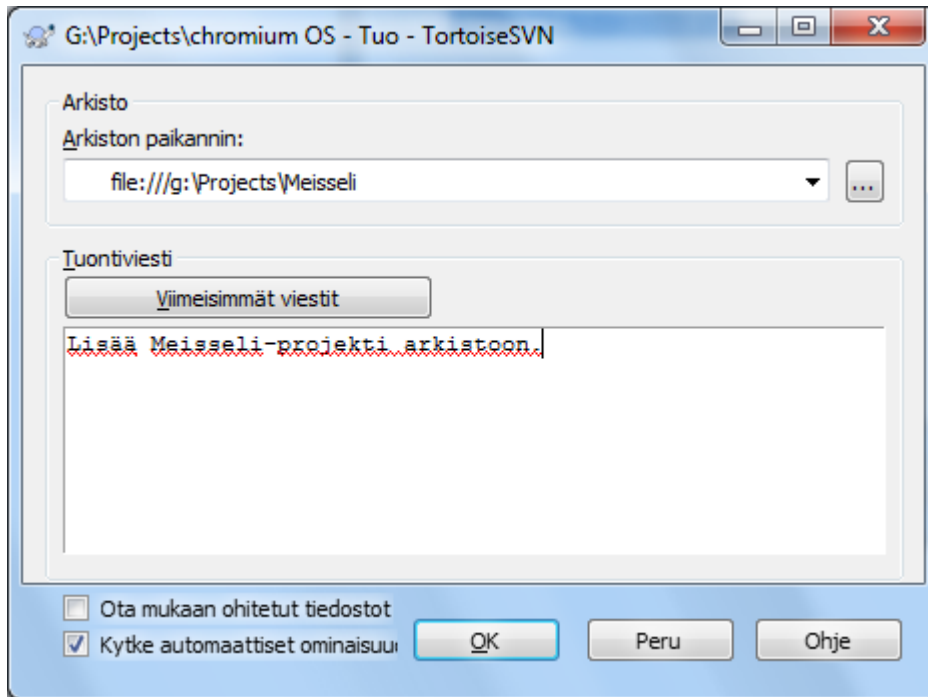 G:\Projects\chromium OS - Tuo - TortoiseSVN
Arkisto
Arkiston paikannin:
file:///g:\Projects\Meisseli
...
Tuontiviesti
Viimeisimmät viestit
Lisää Meisseli-projekti arkistoon.
Ota mukaan ohitetut tiedostot
Kytke automaattiset ominaisuu
OK
Peru
Ohje